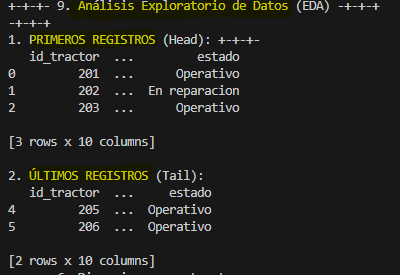 +-+-+- 9. Análisis Exploratorio de Datos (EDA) -+-+-+
-+-+-+
1. PRIMEROS REGISTROS (Head): +-+-+-
id_tractor ... estado
0 201 ... Operativo
1 202 ... En reparacion
2 203 ... Operativo
[3 rows x 10 columns]
2. ÚLTIMOS REGISTROS (Tail):
id_tractor ... estado
4 205 ... Operativo
5 206 ... Operativo
[2 rows x 10 columns]